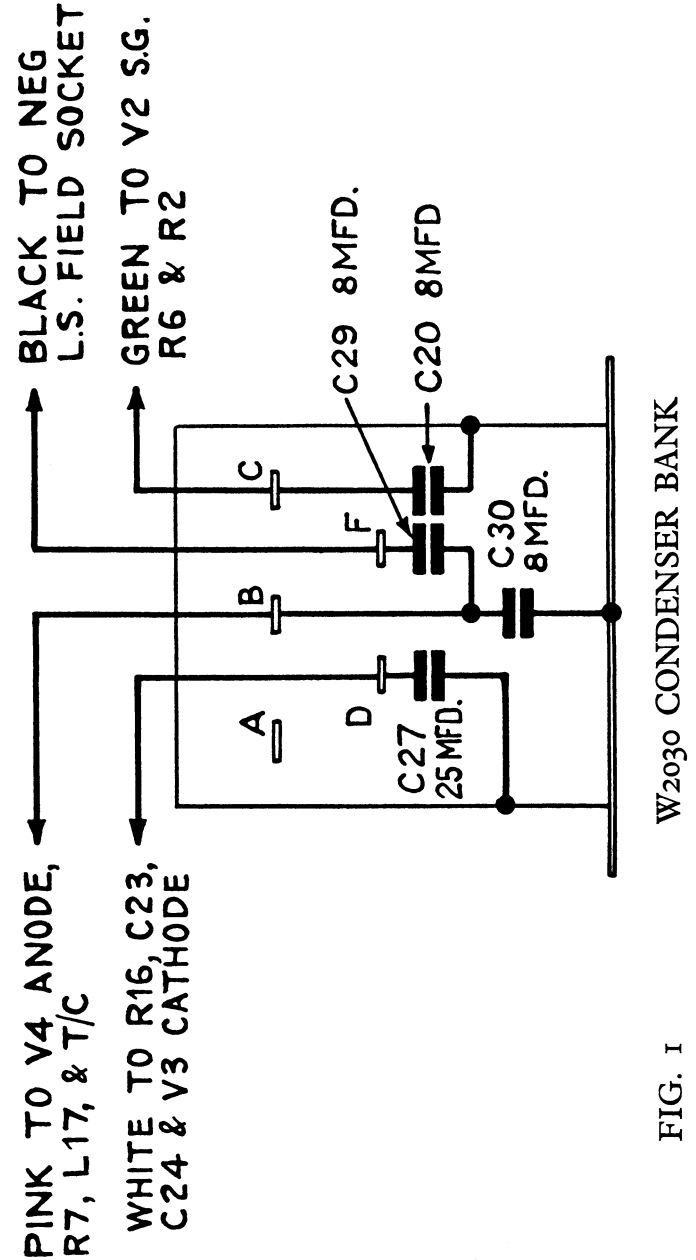 PINK TO V4 ANODE,
R7, L17, & T/C
WHITE TO R16, C23,
C24 & V3 CATHODE
BLACK TO NEG
L.S. FIELD SOCKET
GREEN TO V2 S.G.
R6 & R2
A
B
C
D
F
C29 8MFD.
C20 8MFD
C27
25MFD.
C30
8MFD.
FIG. 1
W2030 CONDENSER BANK